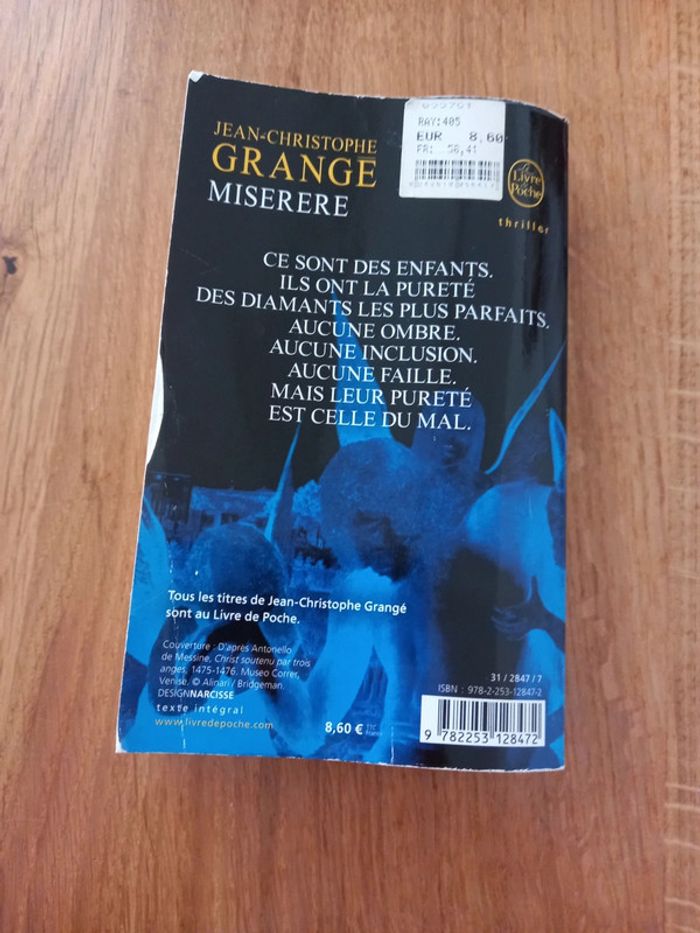 JEAN-CHRISTOPHE
GRANGÉ
MISERERE
RAY:405
EUR 8,60
FR: 56,41
Le Livre de Poche
thriller
CE SONT DES ENFANTS.
ILS ONT LA PURETÉ
DES DIAMANTS LES PLUS PARFAITS.
AUCUNE OMBRE.
AUCUNE INCLUSION.
AUCUNE FAILLE.
MAIS LEUR PURETÉ
EST CELLE DU MAL.
Tous les titres de Jean-Christophe Grangé
sont au Livre de Poche.
Couverture : D'après Antonello
de Messine, Christ soutenu par trois
anges, 1475-1476. Museo Correr,
Venise, © Alinari / Bridgeman.
DESIGNNARCISSE
texte intégral
www.livredepoche.com
8,60 € TTC France
31 / 2847 / 7
ISBN : 978-2-253-12847-2
9 782253 128472